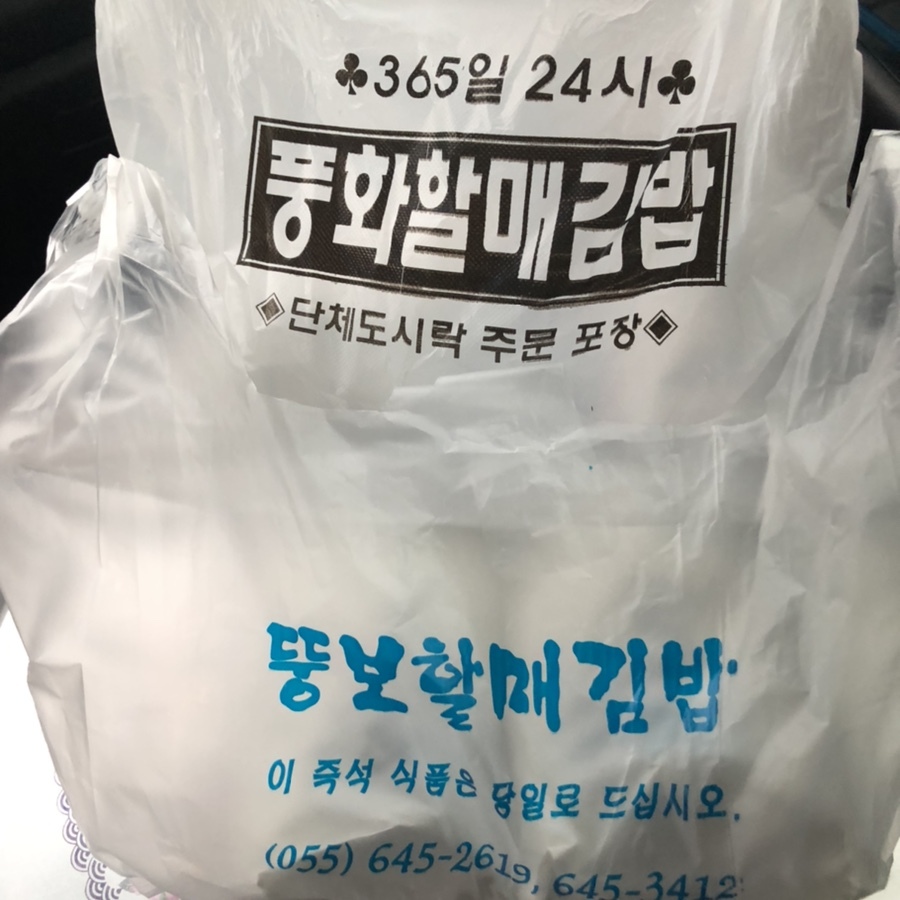 ♣365일 24시♣
풍화할매김밥
◈단체도시락 주문 포장◈
뚱보할매김밥
이 즉석 식품은 당일로 드십시오.
(055) 645-2619, 645-3412